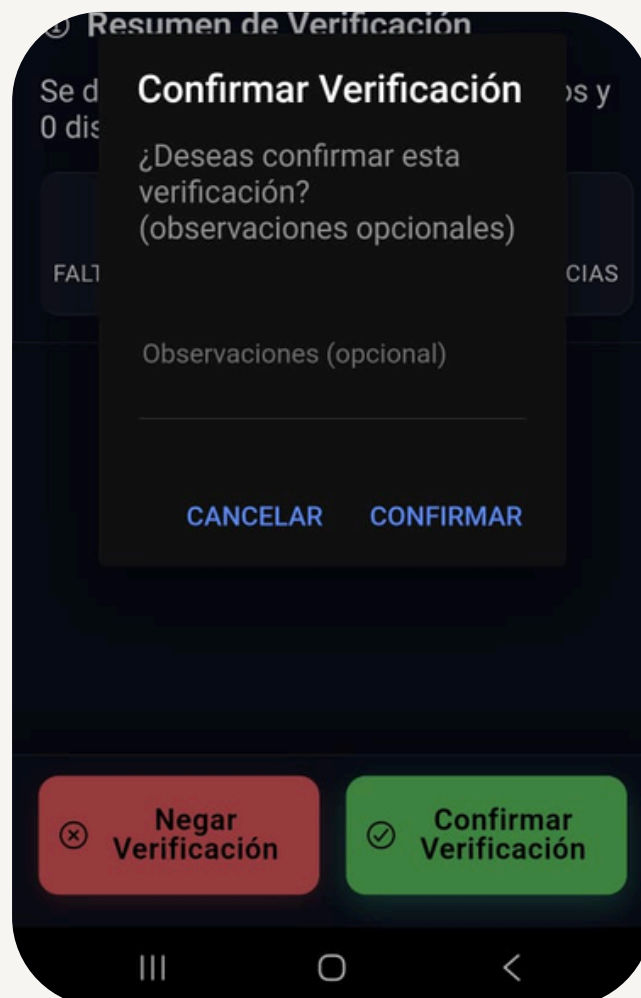 Resumen de Verificación
Se d
os y
0 dis
FALT
CIAS
Confirmar Verificación
¿Deseas confirmar esta
verificación?
(observaciones opcionales)
Observaciones (opcional)
CANCELAR CONFIRMAR
Negar
Verificación
Confirmar
Verificación